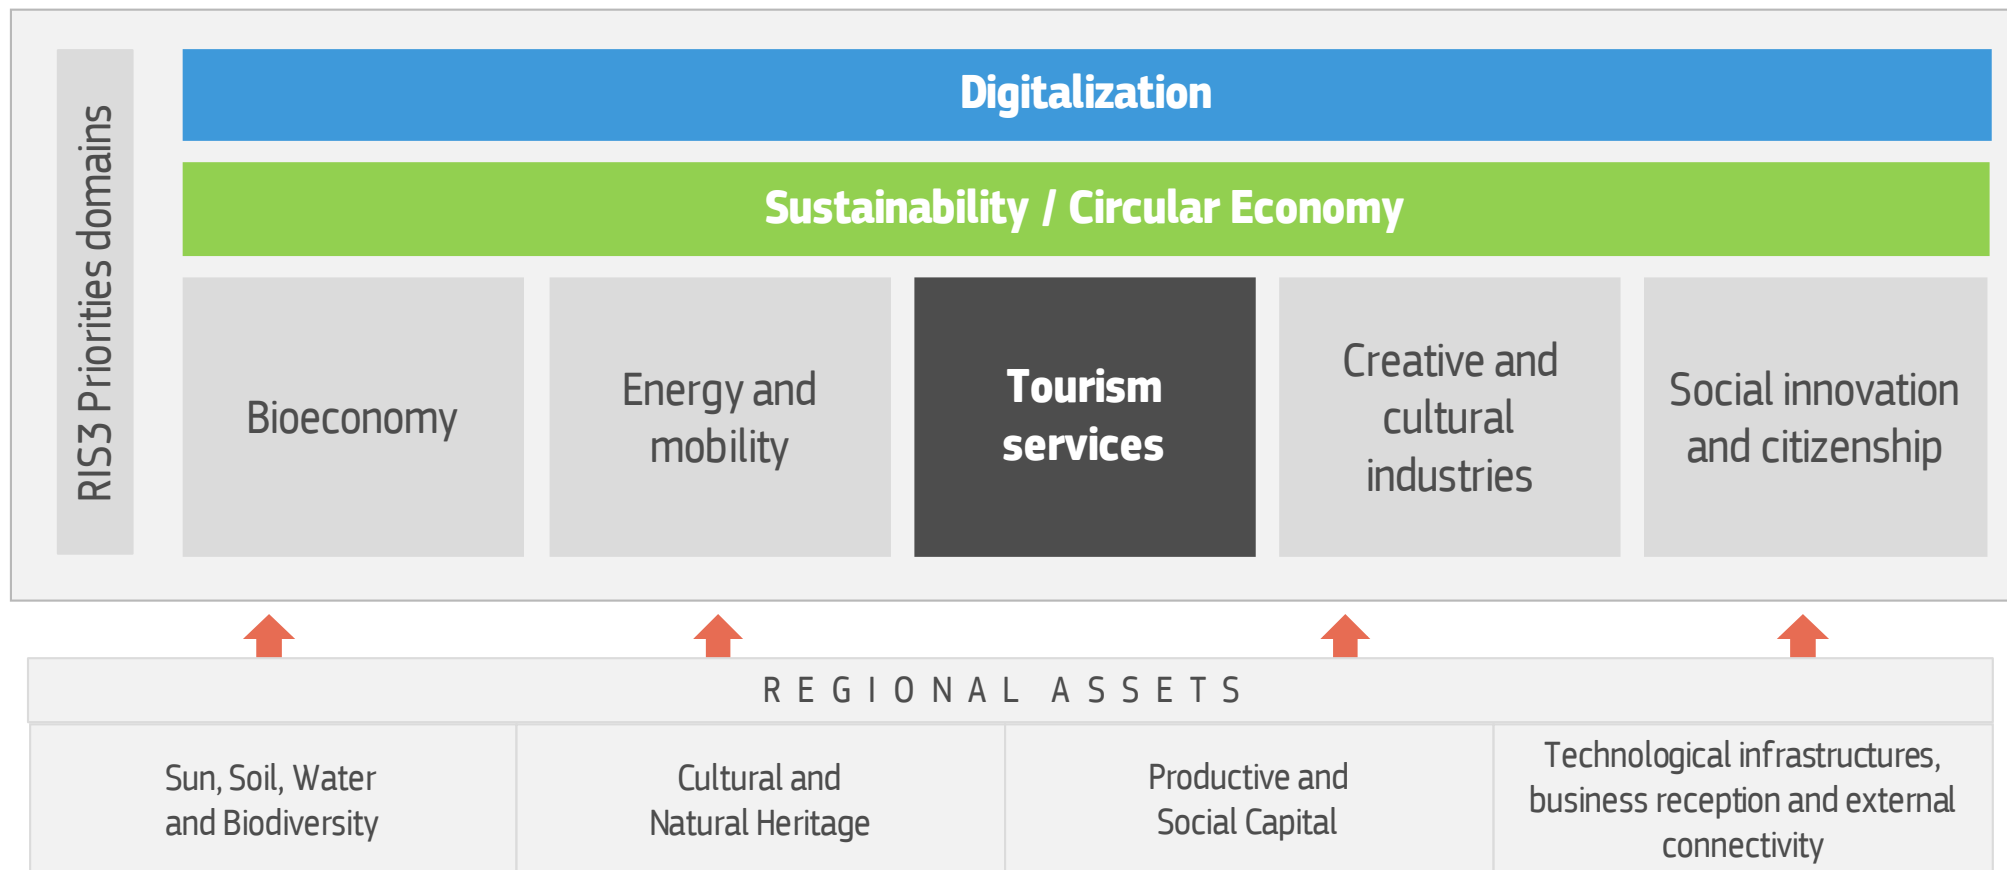 RIS3 Priorities domains
Digitalization
Sustainability / Circular Economy
Bioeconomy
Energy and
mobility
Tourism
services
Creative and
cultural
industries
Social innovation
and citizenship
REGIONAL ASSETS
Sun, Soil, Water
and Biodiversity
Cultural and
Natural Heritage
Productive and
Social Capital
Technological infrastructures,
business reception and external
connectivity